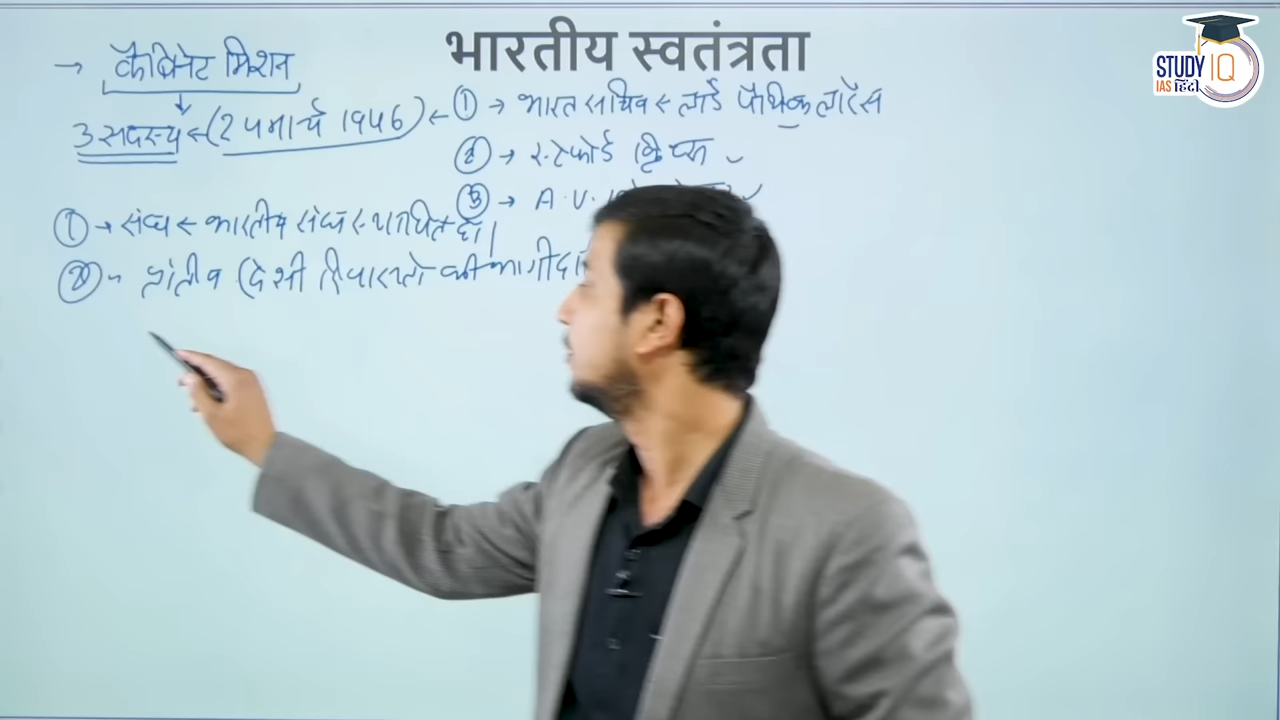 भारतीय स्वतंत्रता
STUDY IQ
IAS हिंदी
→ कैबिनेट मिशन
3 सदस्य ← (24 मार्च 1946) ← ① → भारत सचिव ← लार्ड पैथिक लारेंस
② → स्टेफोर्ड क्रिप्स
③ → A.V.
① → संघ ← भारतीय संघ स्थापित हो।
② प्रांतीय (देशी रियासतो की